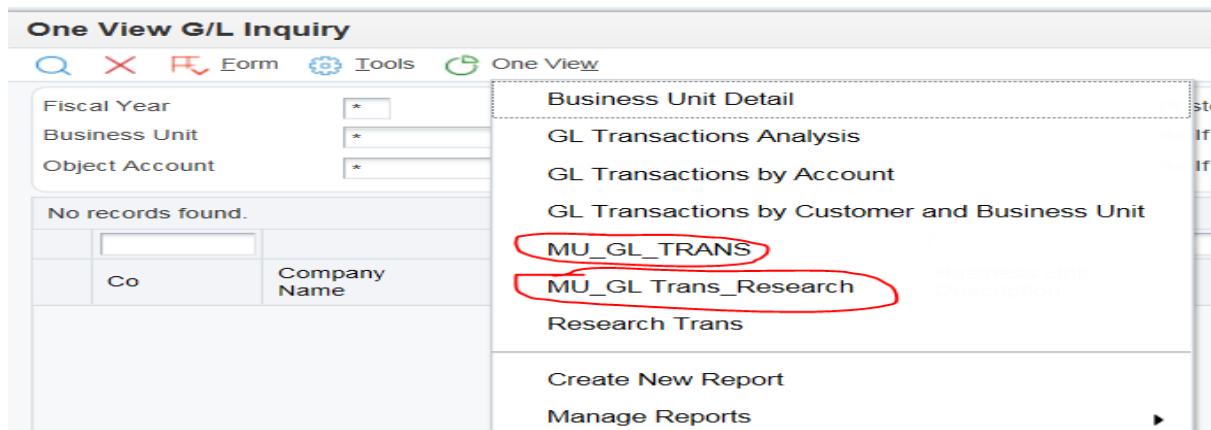 One View G/L Inquiry
Form Tools One View
Fiscal Year *
Business Unit *
Object Account *
No records found.
Co
Company
Name
Business Unit Detail
GL Transactions Analysis
GL Transactions by Account
GL Transactions by Customer and Business Unit
MU_GL_TRANS
MU_GL Trans_Research
Research Trans
Create New Report
Manage Reports
If
If